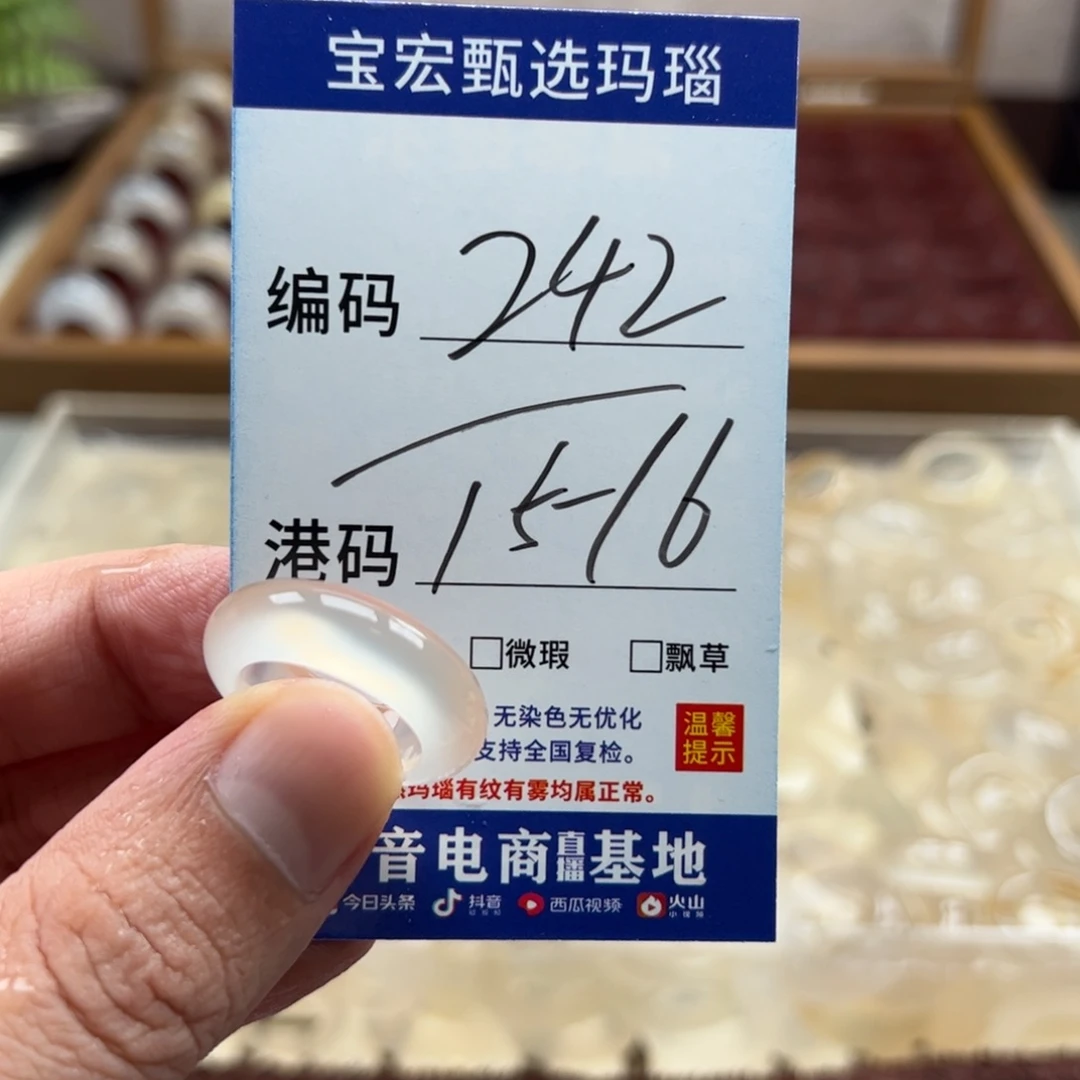 宝宏甄选玛瑙
编码 242
港码 15-16
□微瑕 □飘草
无染色无优化
支持全国复检。
温馨
提示
玛瑙有纹有雾均属正常。
音电商直播基地
今日头条 抖音 西瓜视频 火山